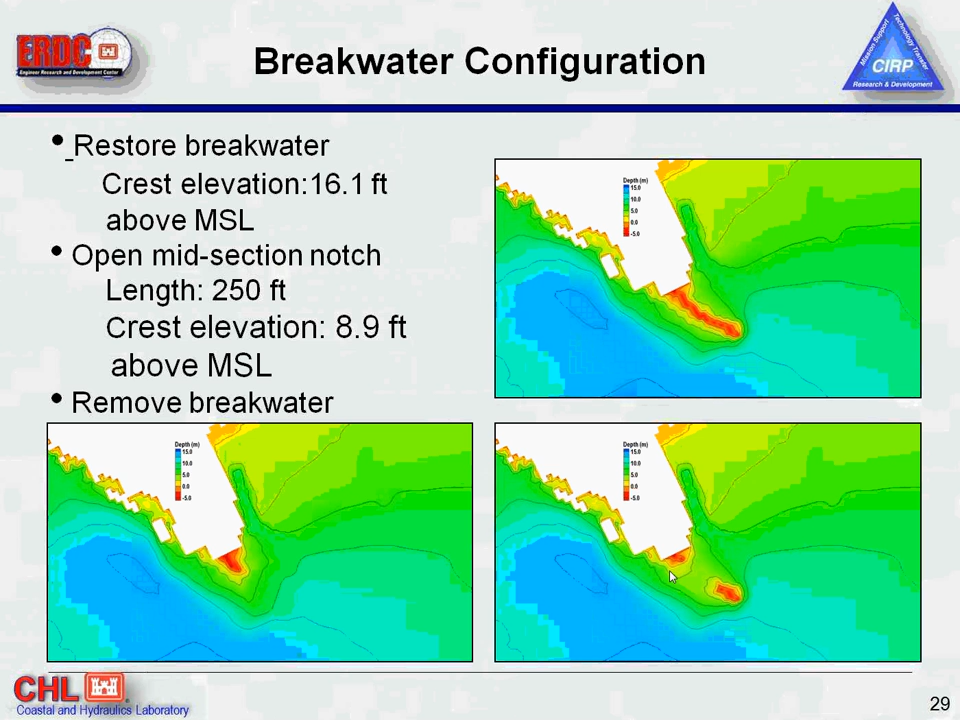 ERDC
Engineer Research and Development Center
Breakwater Configuration
Mission Support
Technology Transfer
CIRP
Research & Development
• Restore breakwater
Crest elevation:16.1 ft
above MSL
• Open mid-section notch
Length: 250 ft
Crest elevation: 8.9 ft
above MSL
• Remove breakwater
Depth (m)
15.0
10.0
5.0
0.0
-5.0
Depth (m)
15.0
10.0
5.0
0.0
-5.0
Depth (m)
15.0
10.0
5.0
0.0
-5.0
CHL
Coastal and Hydraulics Laboratory
29